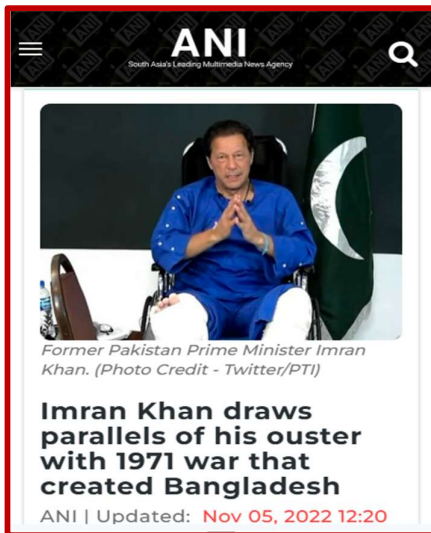 ANI
South Asia's Leading Multimedia News Agency
Former Pakistan Prime Minister Imran
Khan. (Photo Credit - Twitter/PTI)
Imran Khan draws
parallels of his ouster
with 1971 war that
created Bangladesh
ANI | Updated: Nov 05, 2022 12:20